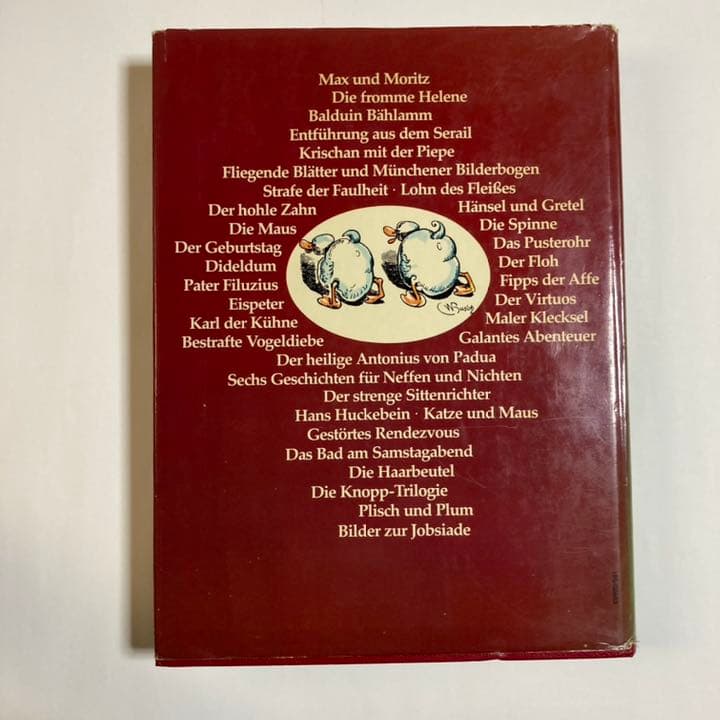 Max und Moritz
Die fromme Helene
Balduin Bählamm
Entführung aus dem Serail
Krischan mit der Piepe
Fliegende Blätter und Münchener Bilderbogen
Strafe der Faulheit · Lohn des Fleißes
Der hohle Zahn
Hänsel und Gretel
Die Maus
Die Spinne
Der Geburtstag
Das Pusterohr
Dideldum
Der Floh
Pater Filuzius
Fipps der Affe
Eispeter
Der Virtuos
Karl der Kühne
Maler Klecksel
Bestrafte Vogeldiebe
Galantes Abenteuer
WBusch
Der heilige Antonius von Padua
Sechs Geschichten für Neffen und Nichten
Der strenge Sittenrichter
Hans Huckebein · Katze und Maus
Gestörtes Rendezvous
Das Bad am Samstagabend
Die Haarbeutel
Die Knopp-Trilogie
Plisch und Plum
Bilder zur Jobsiade